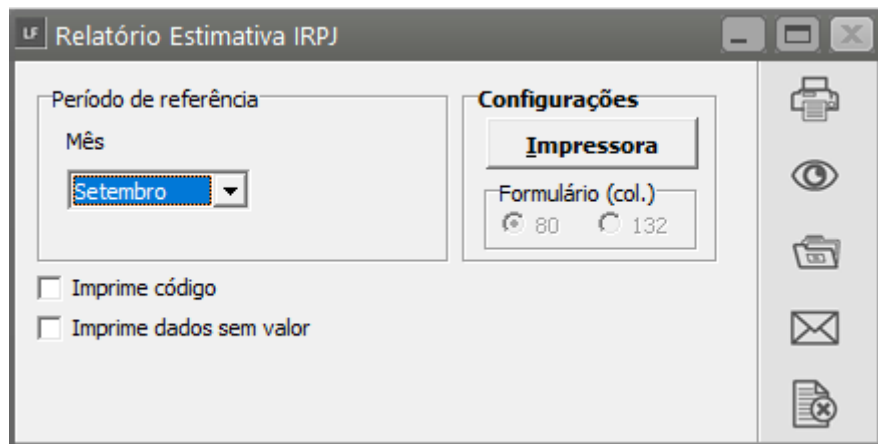 LF Relatório Estimativa IRPJ
Período de referência
Mês
Setembro
Configurações
Impressora
Formulário (col.)
80 132
Imprime código
Imprime dados sem valor